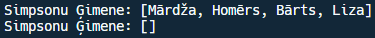 Simpsonu Ģimene: [Mārdža, Homērs, Bārts, Liza]
Simpsonu Ģimene: []